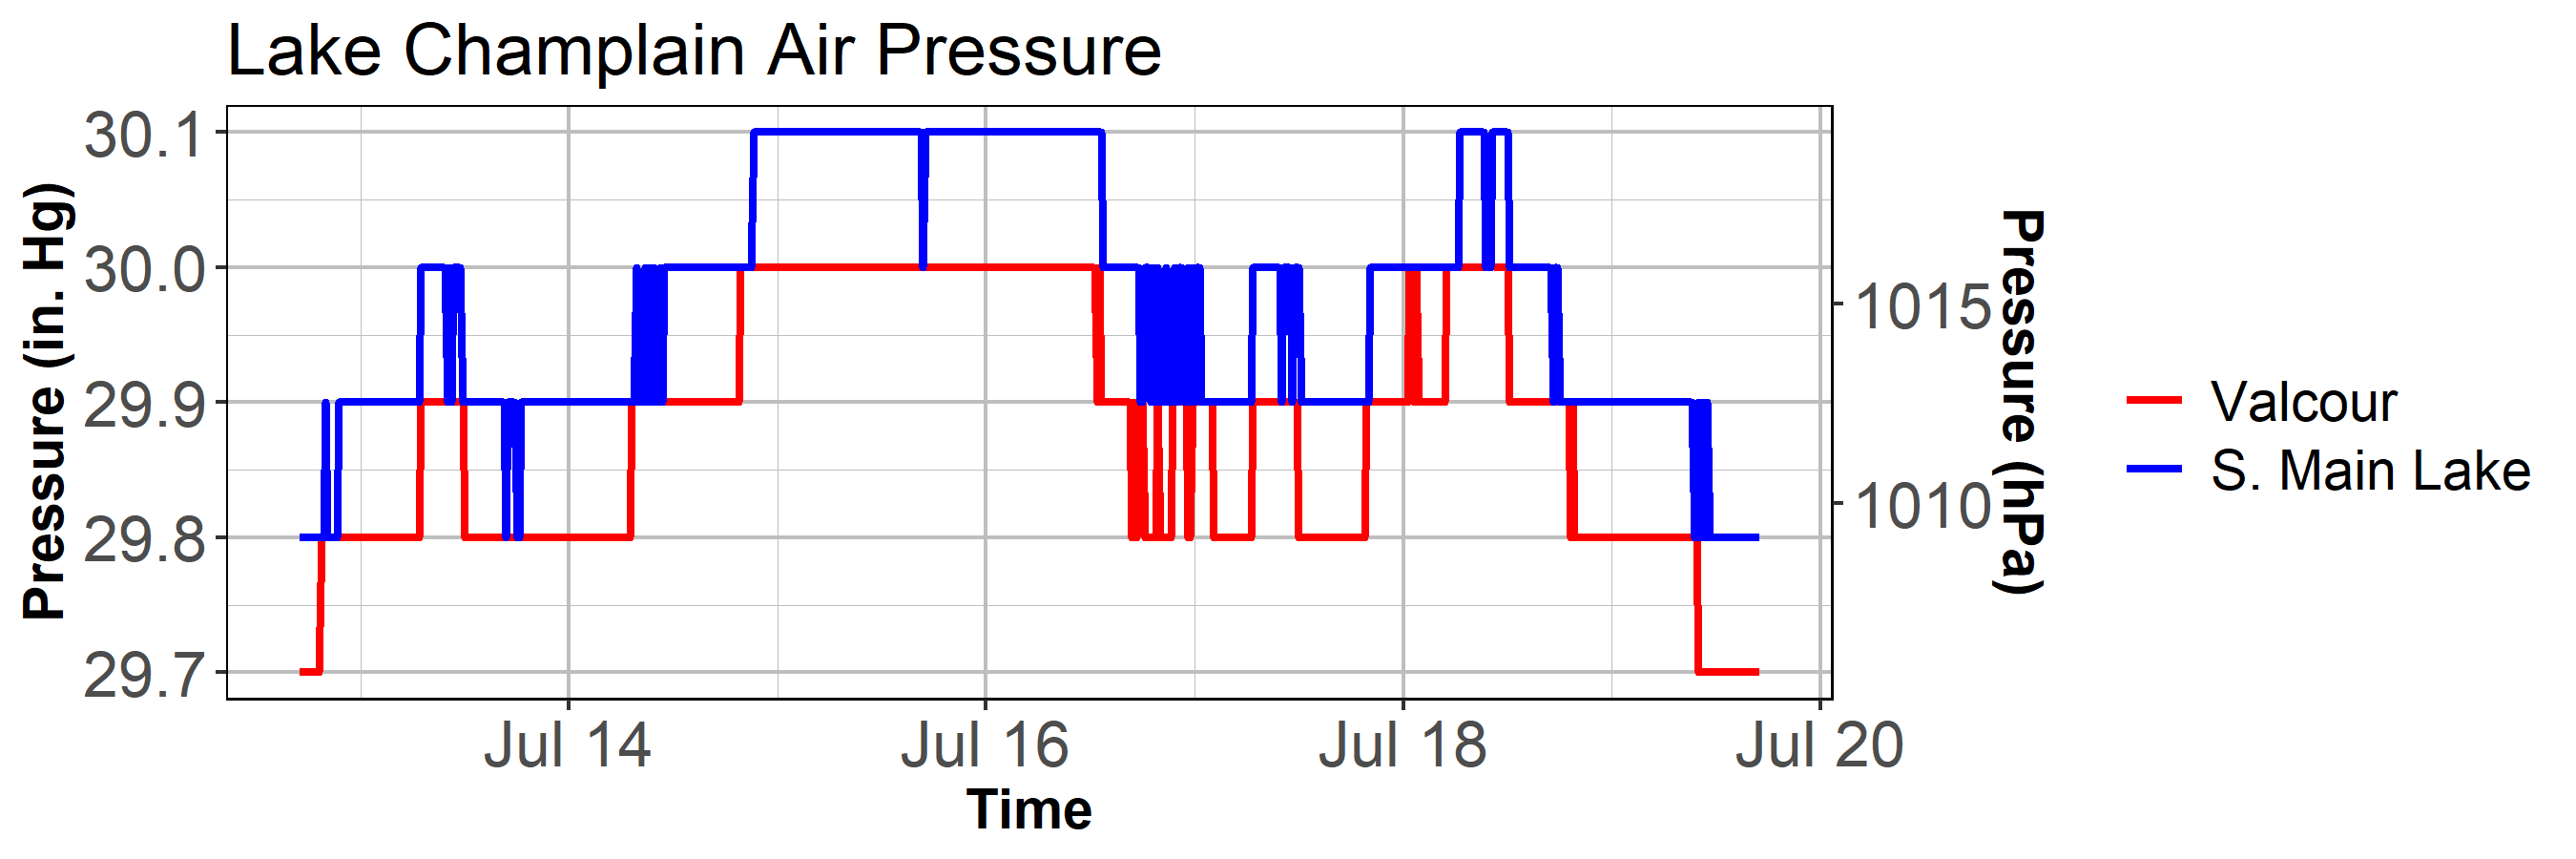 Lake Champlain Air Pressure
Pressure (in. Hg)
30.1
30.0
29.9
29.8
29.7
Jul 14
Jul 16
Jul 18
Jul 20
Time
1015
1010
Pressure (hPa)
Valcour
S. Main Lake